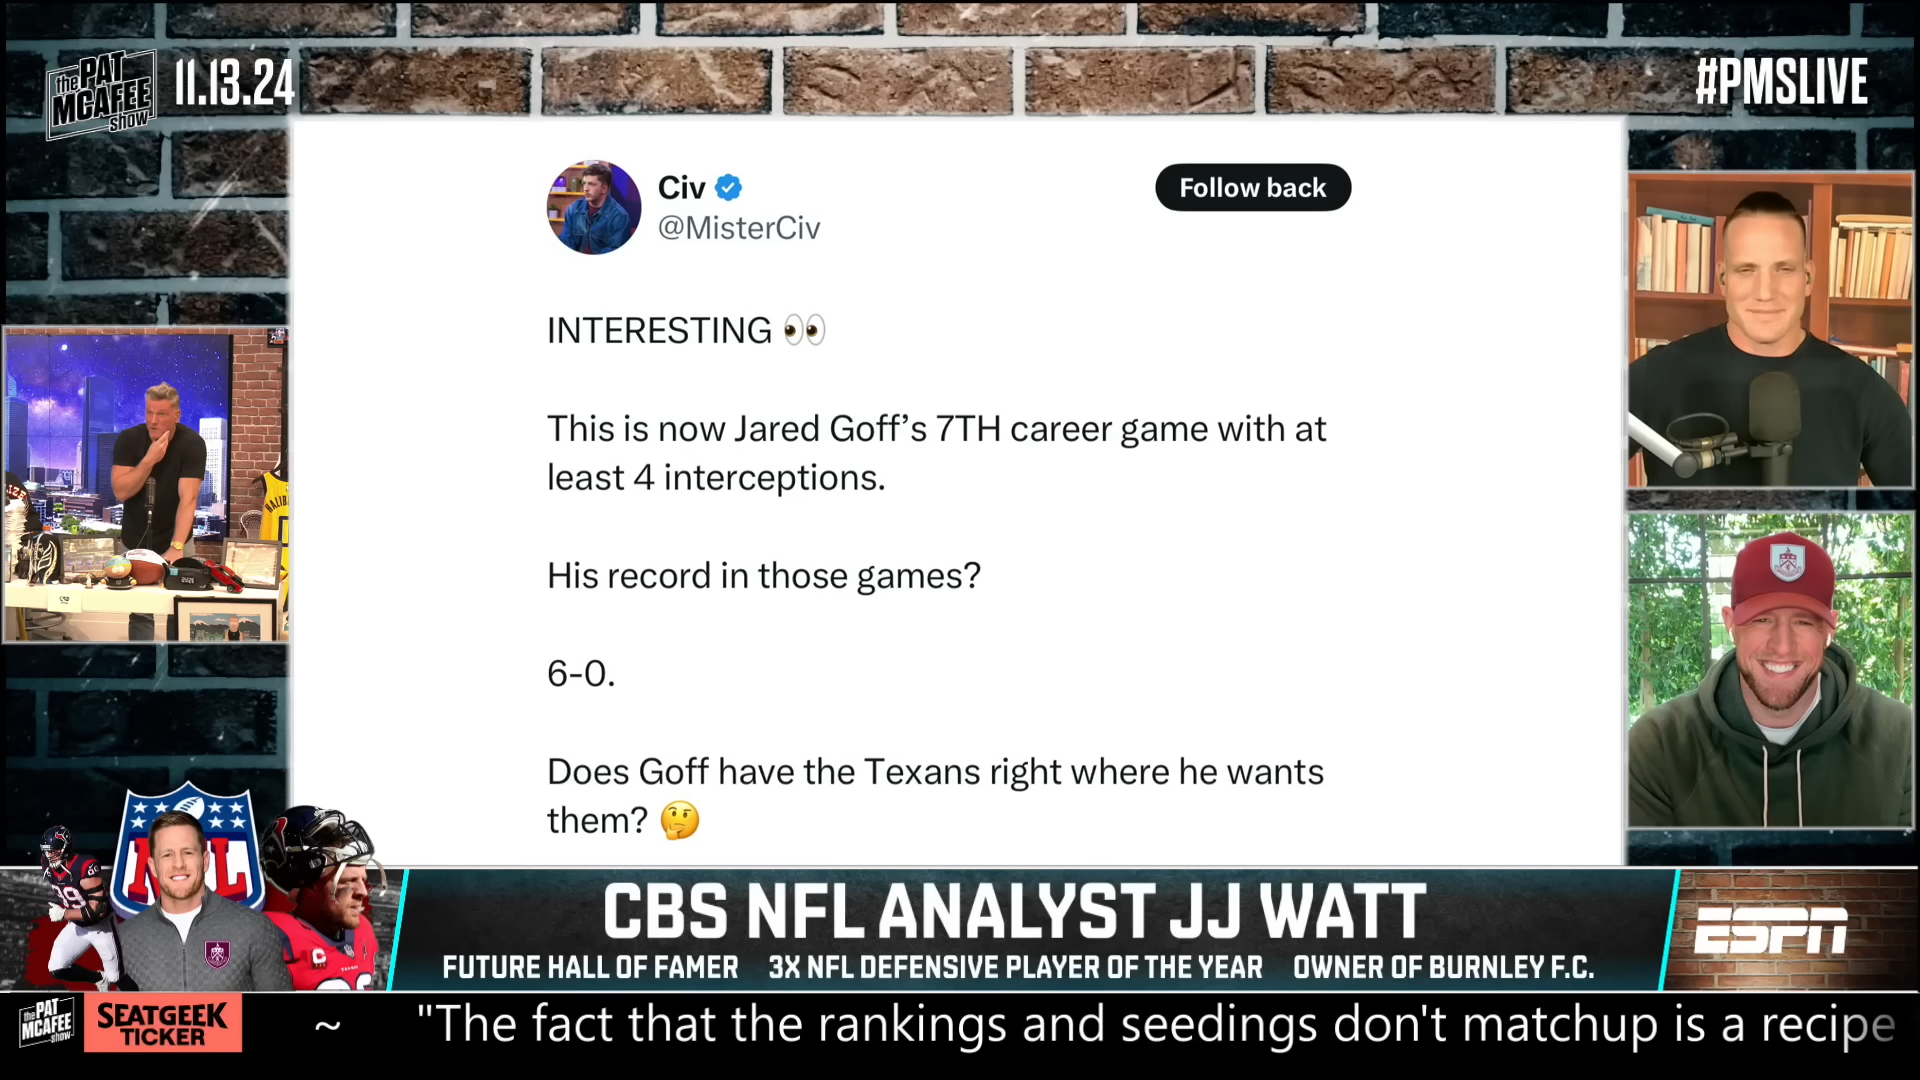 the PAT MCAFEE show
11.13.24
#PMSLIVE
Civ
@MisterCiv
Follow back
INTERESTING 👀
This is now Jared Goff’s 7TH career game with at
least 4 interceptions.
His record in those games?
6-0.
Does Goff have the Texans right where he wants
them? 🤔
NFL
CBS NFL ANALYST JJ WATT
FUTURE HALL OF FAMER 3X NFL DEFENSIVE PLAYER OF THE YEAR OWNER OF BURNLEY F.C.
ESPN
the PAT MCAFEE show
SEATGEEK
TICKER
~ "The fact that the rankings and seedings don't matchup is a recipe